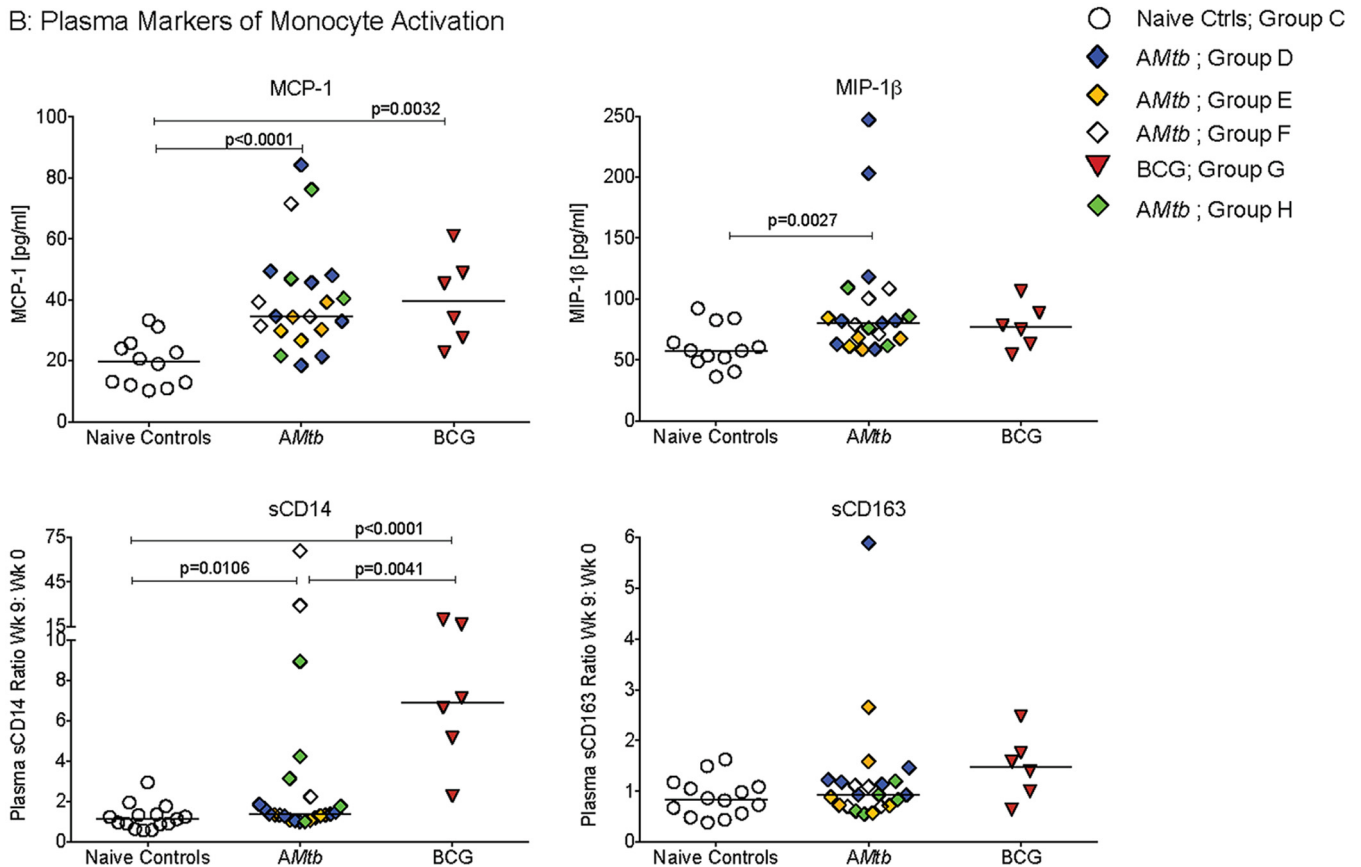 B: Plasma Markers of Monocyte Activation
Naive Ctrls; Group C
AMtb ; Group D
AMtb ; Group E
AMtb ; Group F
BCG; Group G
AMtb ; Group H
MCP-1
MCP-1 [pg/ml]
100
80
60
40
20
0
p=0.0032
p<0.0001
Naive Controls
AMtb
BCG
MIP-1β
MIP-1β [pg/ml]
250
200
150
100
50
0
p=0.0027
Naive Controls
AMtb
BCG
sCD14
Plasma sCD14 Ratio Wk 9: Wk 0
75
45
15
10
8
6
4
2
0
p<0.0001
p=0.0106
p=0.0041
Naive Controls
AMtb
BCG
sCD163
Plasma sCD163 Ratio Wk 9: Wk 0
6
5
4
3
2
1
0
Naive Controls
AMtb
BCG